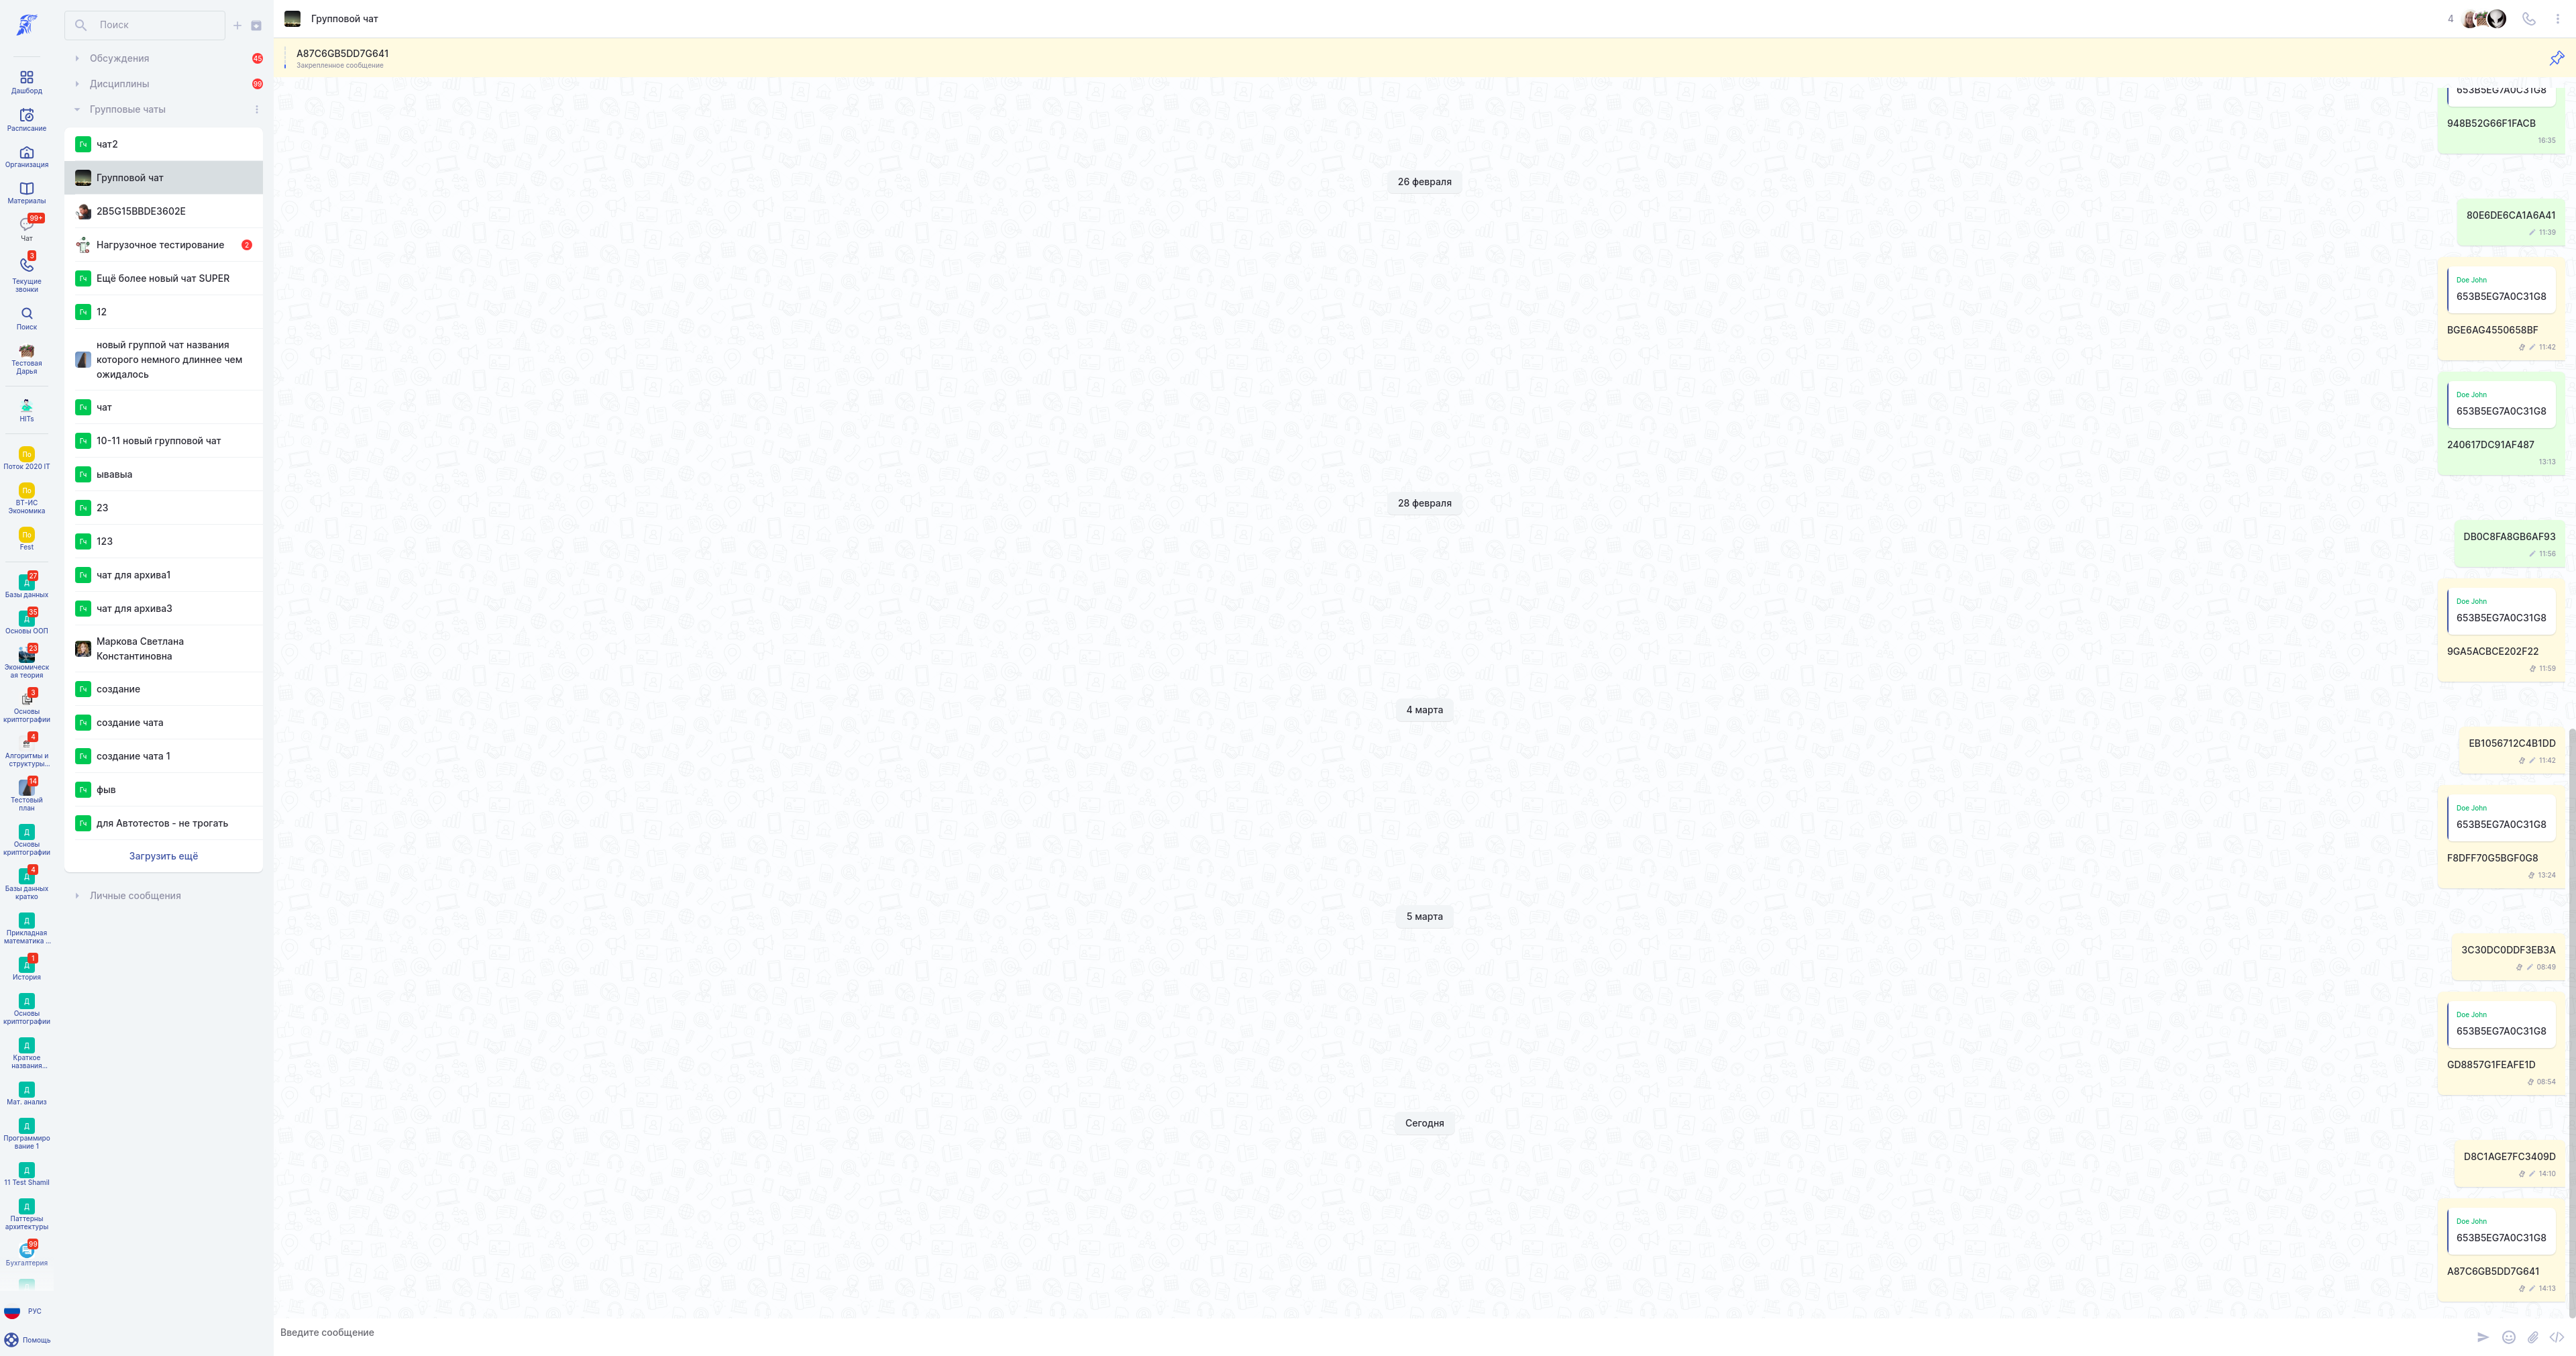 Дашборд
Расписание
Организация
Материалы
99+
Чат
3
Текущие
звонки
Поиск
Тестовая
Дарья
HITs
По
Поток 2020 IT
По
ВТ-ИС
Экономика
По
Fest
27
Д
Базы данных
35
Д
Основы ООП
23
Экономическ
ая теория
3
Основы
криптографии
4
Алгоритмы и
структуры...
14
Тестовый
план
Д
Основы
криптографии
4
Д
Базы данных
кратко
Д
Прикладная
математика ...
1
Д
История
Д
Основы
криптографии
Д
Краткое
названия...
Д
Мат. анализ
Д
Программиро
вание 1
Д
11 Test Shamil
Д
Паттерны
архитектуры
99
Бухгалтерия
РУС
Помощь
Поиск
Обсуждения 45
Дисциплины 99
Групповые чаты
Гч чат2
Групповой чат
2B5G15BBDE3602E
Нагрузочное тестирование 2
Гч Ещё более новый чат SUPER
Гч 12
новый группой чат названия
которого немного длиннее чем
ожидалось
Гч чат
Гч 10-11 новый групповой чат
Гч ывавыа
Гч 23
Гч 123
Гч чат для архива1
Гч чат для архива3
Маркова Светлана
Константиновна
Гч создание
Гч создание чата
Гч создание чата 1
Гч фыв
Гч для Автотестов - не трогать
Загрузить ещё
Личные сообщения
Групповой чат 4
A87C6GB5DD7G641
Закрепленное сообщение
653B5EG7A0C31G8
948B52G66F1FACB
16:35
26 февраля
80E6DE6CA1A6A41
11:39
Doe John
653B5EG7A0C31G8
BGE6AG4550658BF
11:42
Doe John
653B5EG7A0C31G8
240617DC91AF487
13:13
28 февраля
DB0C8FA8GB6AF93
11:56
Doe John
653B5EG7A0C31G8
9GA5ACBCE202F22
11:59
4 марта
EB1056712C4B1DD
11:42
Doe John
653B5EG7A0C31G8
F8DFF70G5BGF0G8
13:24
5 марта
3C30DC0DDF3EB3A
08:49
Doe John
653B5EG7A0C31G8
GD8857G1FEAFE1D
08:54
Сегодня
D8C1AGE7FC3409D
14:10
Doe John
653B5EG7A0C31G8
A87C6GB5DD7G641
14:13
Введите сообщение